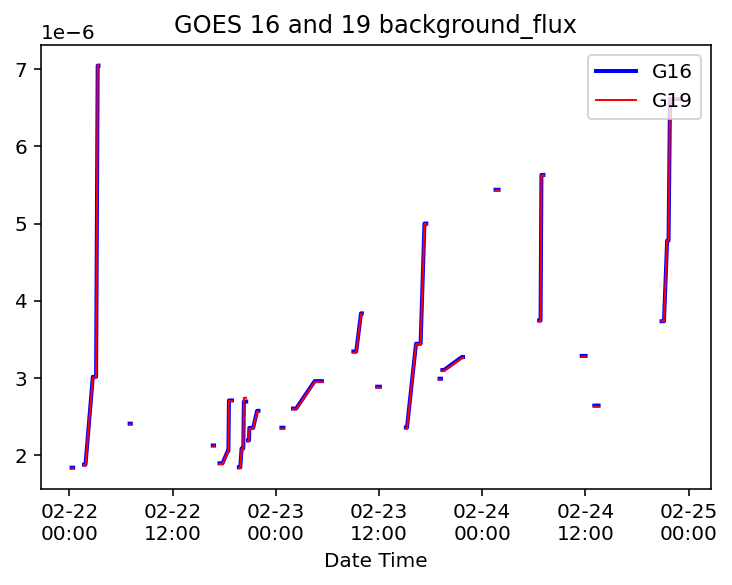 GOES 16 and 19 background_flux
1e−6
7
6
5
4
3
2
G16
G19
02-22 02-22 02-23 02-23 02-24 02-24 02-25
00:00 12:00 00:00 12:00 00:00 12:00 00:00
Date Time